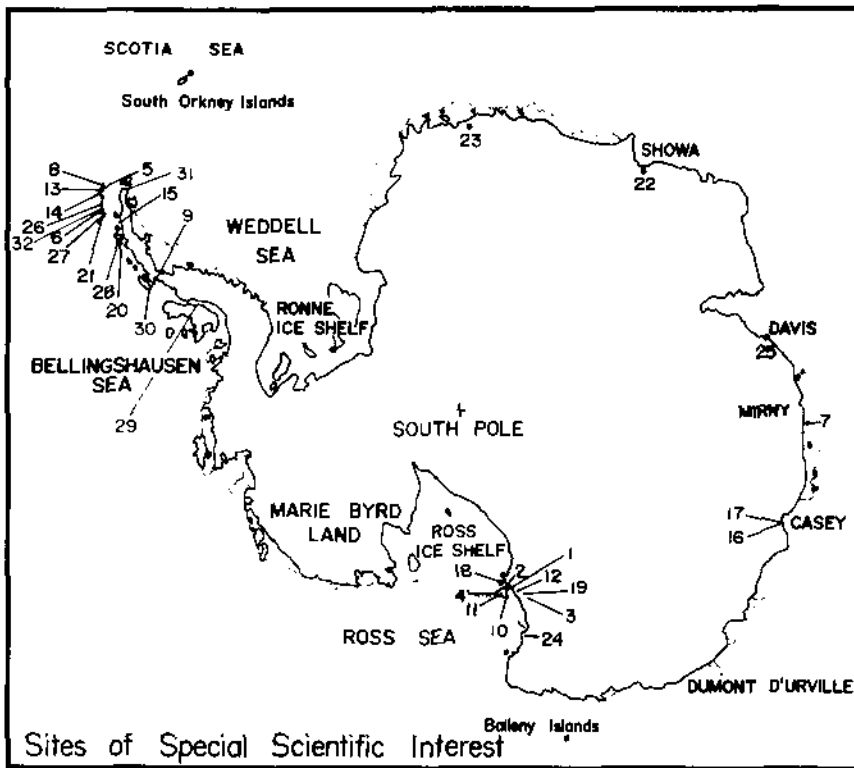 SCOTIA SEA
South Orkney Islands
23
SHOWA
22
8
5
13
31
14
15
9
26
32
6
27
WEDDELL
SEA
21
28
20
30
RONNE
ICE SHELF
DAVIS
25
BELLINGSHAUSEN
SEA
29
MIRNY
7
SOUTH POLE
MARIE BYRD
LAND
ROSS
ICE SHELF
17
CASEY
16
18
2
1
12
4
19
11
3
10
24
ROSS SEA
DUMONT D'URVILLE
Balleny Islands
Sites of Special Scientific Interest